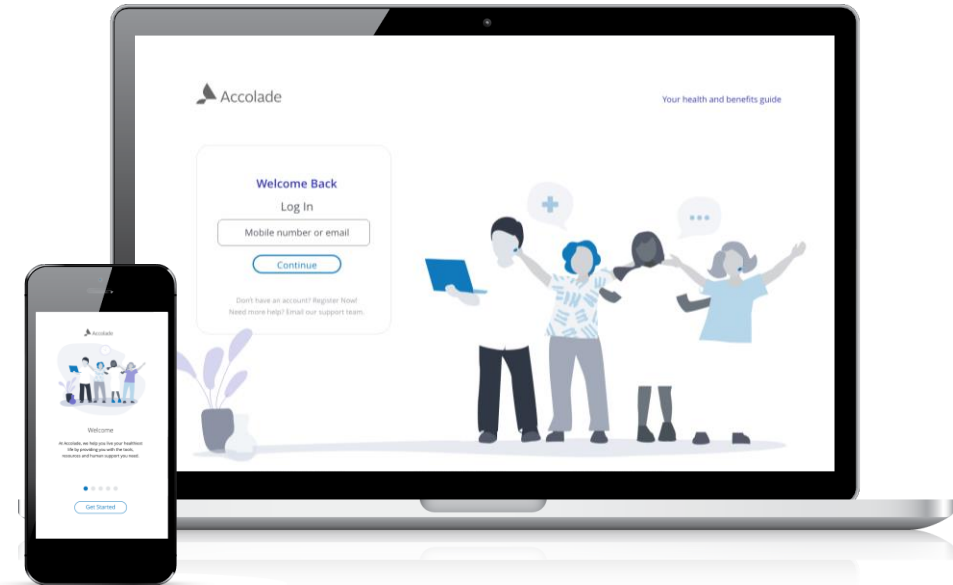 Accolade
Your health and benefits guide
Welcome Back
Log In
Mobile number or email
Continue
Don't have an account? Register Now!
Need more help? Email our support team.
Accolade
Welcome
Hi Accolade, we help you live your healthiest
life by providing you with the tools,
resources and human support you need.
Get Started